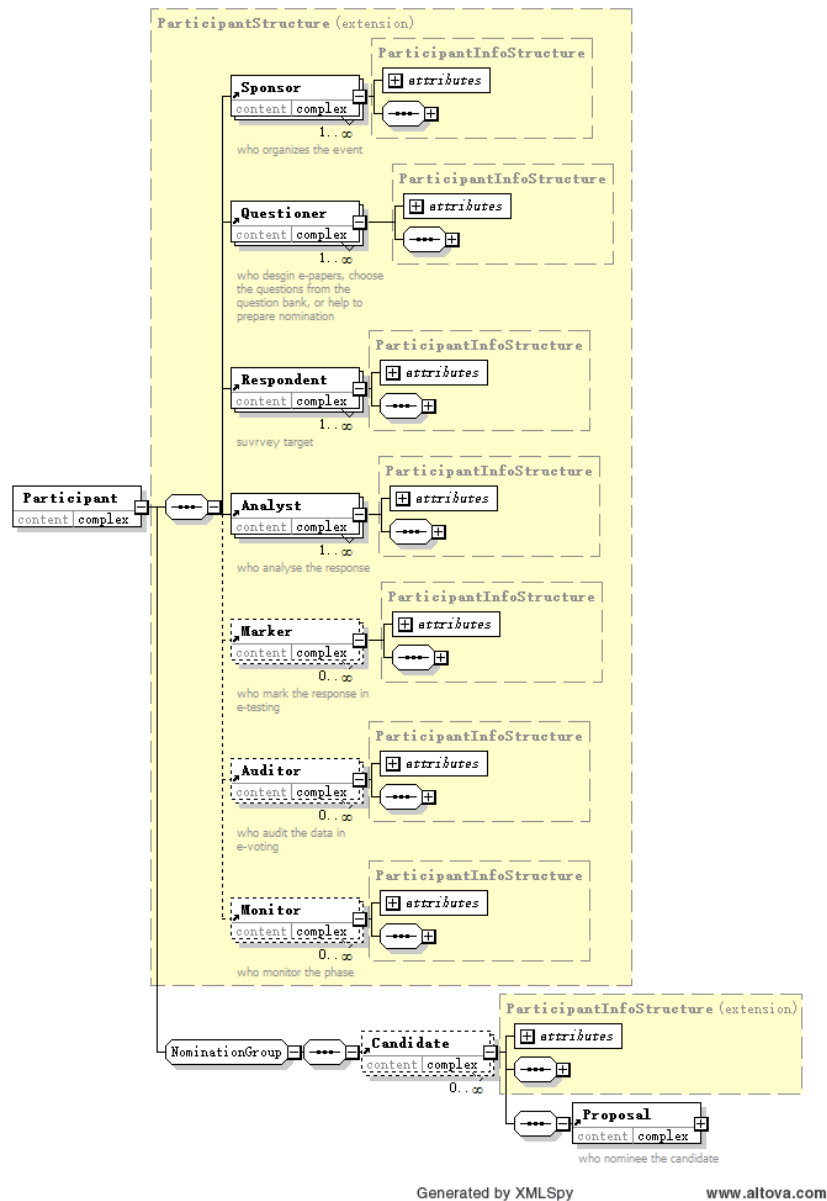 ParticipantStructure (extension)
ParticipantInfoStructure
attributes
Sponsor
content complex
1..∞
who organizes the event
ParticipantInfoStructure
attributes
Questioner
content complex
1..∞
who desgin e-papers, choose
the questions from the
question bank, or help to
prepare nomination
ParticipantInfoStructure
attributes
Respondent
content complex
1..∞
suvrvey target
ParticipantInfoStructure
attributes
Participant
content complex
Analyst
content complex
1..∞
who analyse the response
ParticipantInfoStructure
attributes
Marker
content complex
0..∞
who mark the response in
e-testing
ParticipantInfoStructure
attributes
Auditor
content complex
0..∞
who audit the data in
e-voting
ParticipantInfoStructure
attributes
Monitor
content complex
0..∞
who monitor the phase
ParticipantInfoStructure (extension)
attributes
NominationGroup
Candidate
content complex
0..∞
Proposal
content complex
who nominee the candidate
Generated by XMLSpy
www.altova.com